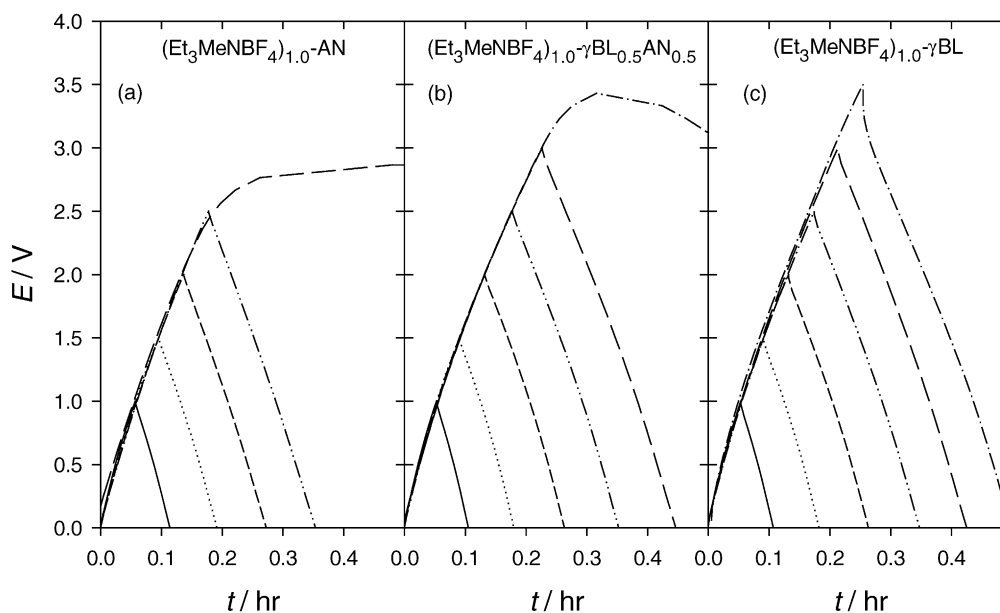 (Et₃MeNBF₄)₁.₀-AN
(Et₃MeNBF₄)₁.₀-γBL₀.₅AN₀.₅
(Et₃MeNBF₄)₁.₀-γBL
(a)
(b)
(c)
4.0
3.5
3.0
2.5
2.0
1.5
1.0
0.5
0.0
E / V
0.0 0.1 0.2 0.3 0.4 0.0 0.1 0.2 0.3 0.4 0.0 0.1 0.2 0.3 0.4
t / hr t / hr t / hr